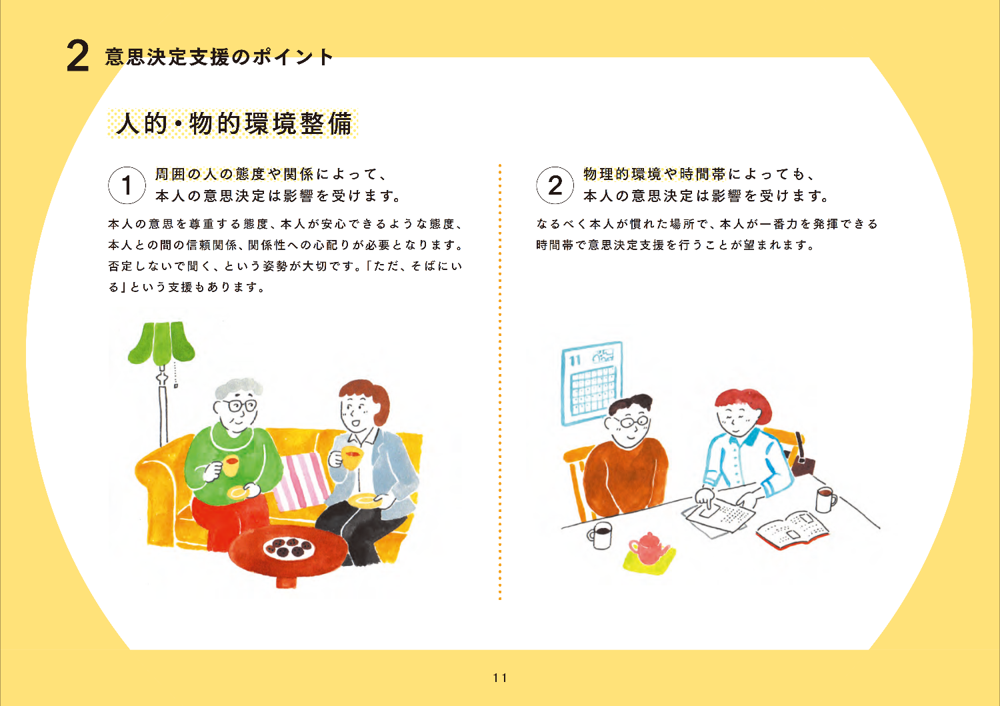 2 意思決定支援のポイント
人的・物的環境整備
1
周囲の人の態度や関係によって、
本人の意思決定は影響を受けます。
本人の意思を尊重する態度、本人が安心できるような態度、
本人との間の信頼関係、関係性への心配りが必要となります。
否定しないで聞く、という姿勢が大切です。「ただ、そばにい
る」という支援もあります。
2
物理的環境や時間帯によっても、
本人の意思決定は影響を受けます。
なるべく本人が慣れた場所で、本人が一番力を発揮できる
時間帯で意思決定支援を行うことが望まれます。
11
11